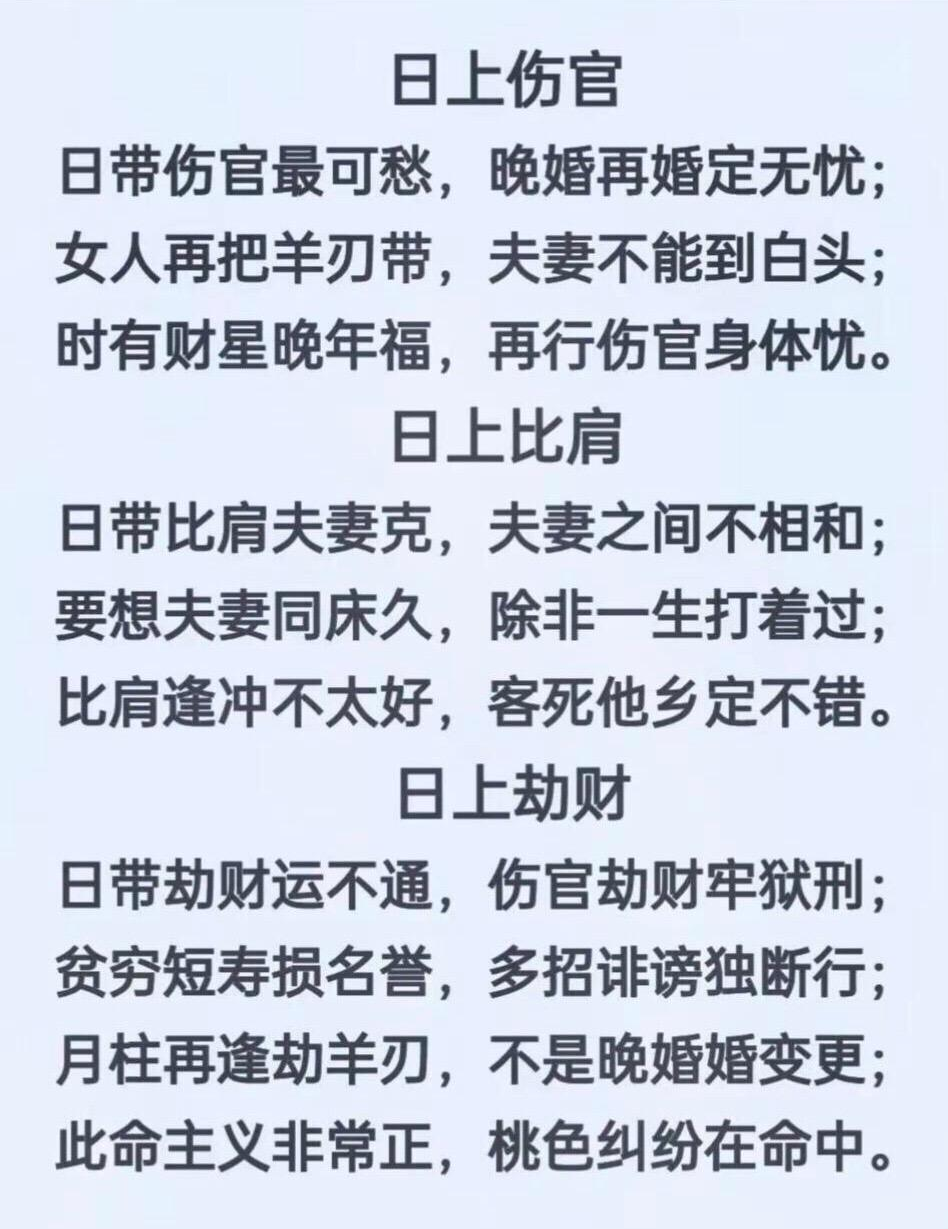 日上伤官
日带伤官最可愁，晚婚再婚定无忧；
女人再把羊刃带，夫妻不能到白头；
时有财星晚年福，再行伤官身体忧。
日上比肩
日带比肩夫妻克，夫妻之间不相和；
要想夫妻同床久，除非一生打着过；
比肩逢冲不太好，客死他乡定不错。
日上劫财
日带劫财运不通，伤官劫财牢狱刑；
贫穷短寿损名誉，多招诽谤独断行；
月柱再逢劫羊刃，不是晚婚婚变更；
此命主义非常正，桃色纠纷在命中。